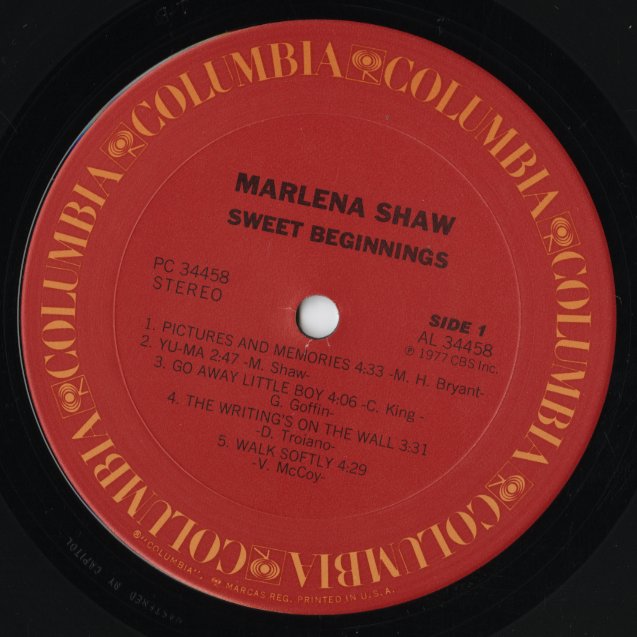 COLUMBIA COLUMBIA COLUMBIA COLUMBIA COLUMBIA COLUMBIA
MARLENA SHAW
SWEET BEGINNINGS
PC 34458
STEREO
SIDE 1
AL 34458
℗ 1977 CBS Inc.
1. PICTURES AND MEMORIES 4:33 -M. H. Bryant-
2. YU-MA 2:47 -M. Shaw-
3. GO AWAY LITTLE BOY 4:06 -C. King -
G. Goffin-
4. THE WRITING'S ON THE WALL 3:31
-D. Troiano-
5. WALK SOFTLY 4:29
-V. McCoy-
®"COLUMBIA", MARCAS REG. PRINTED IN U.S.A.
MASTERED BY CAPITOL